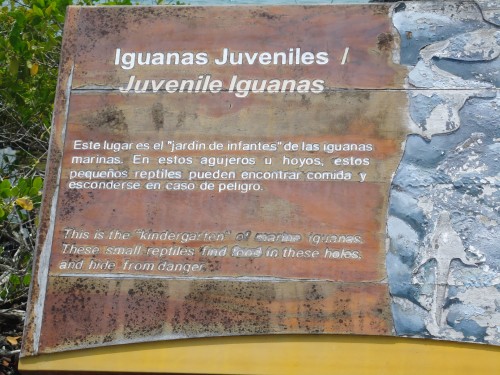 Iguanas Juveniles /
Juvenile Iguanas
Este lugar es el "jardin de infantes" de las iguanas
marinas. En estos agujeros u hoyos, estos
pequeños reptiles pueden encontrar comida y
esconderse en caso de peligro.
This is the "kindergarten" of marine iguanas.
These small reptiles find food in these holes,
and hide from danger.